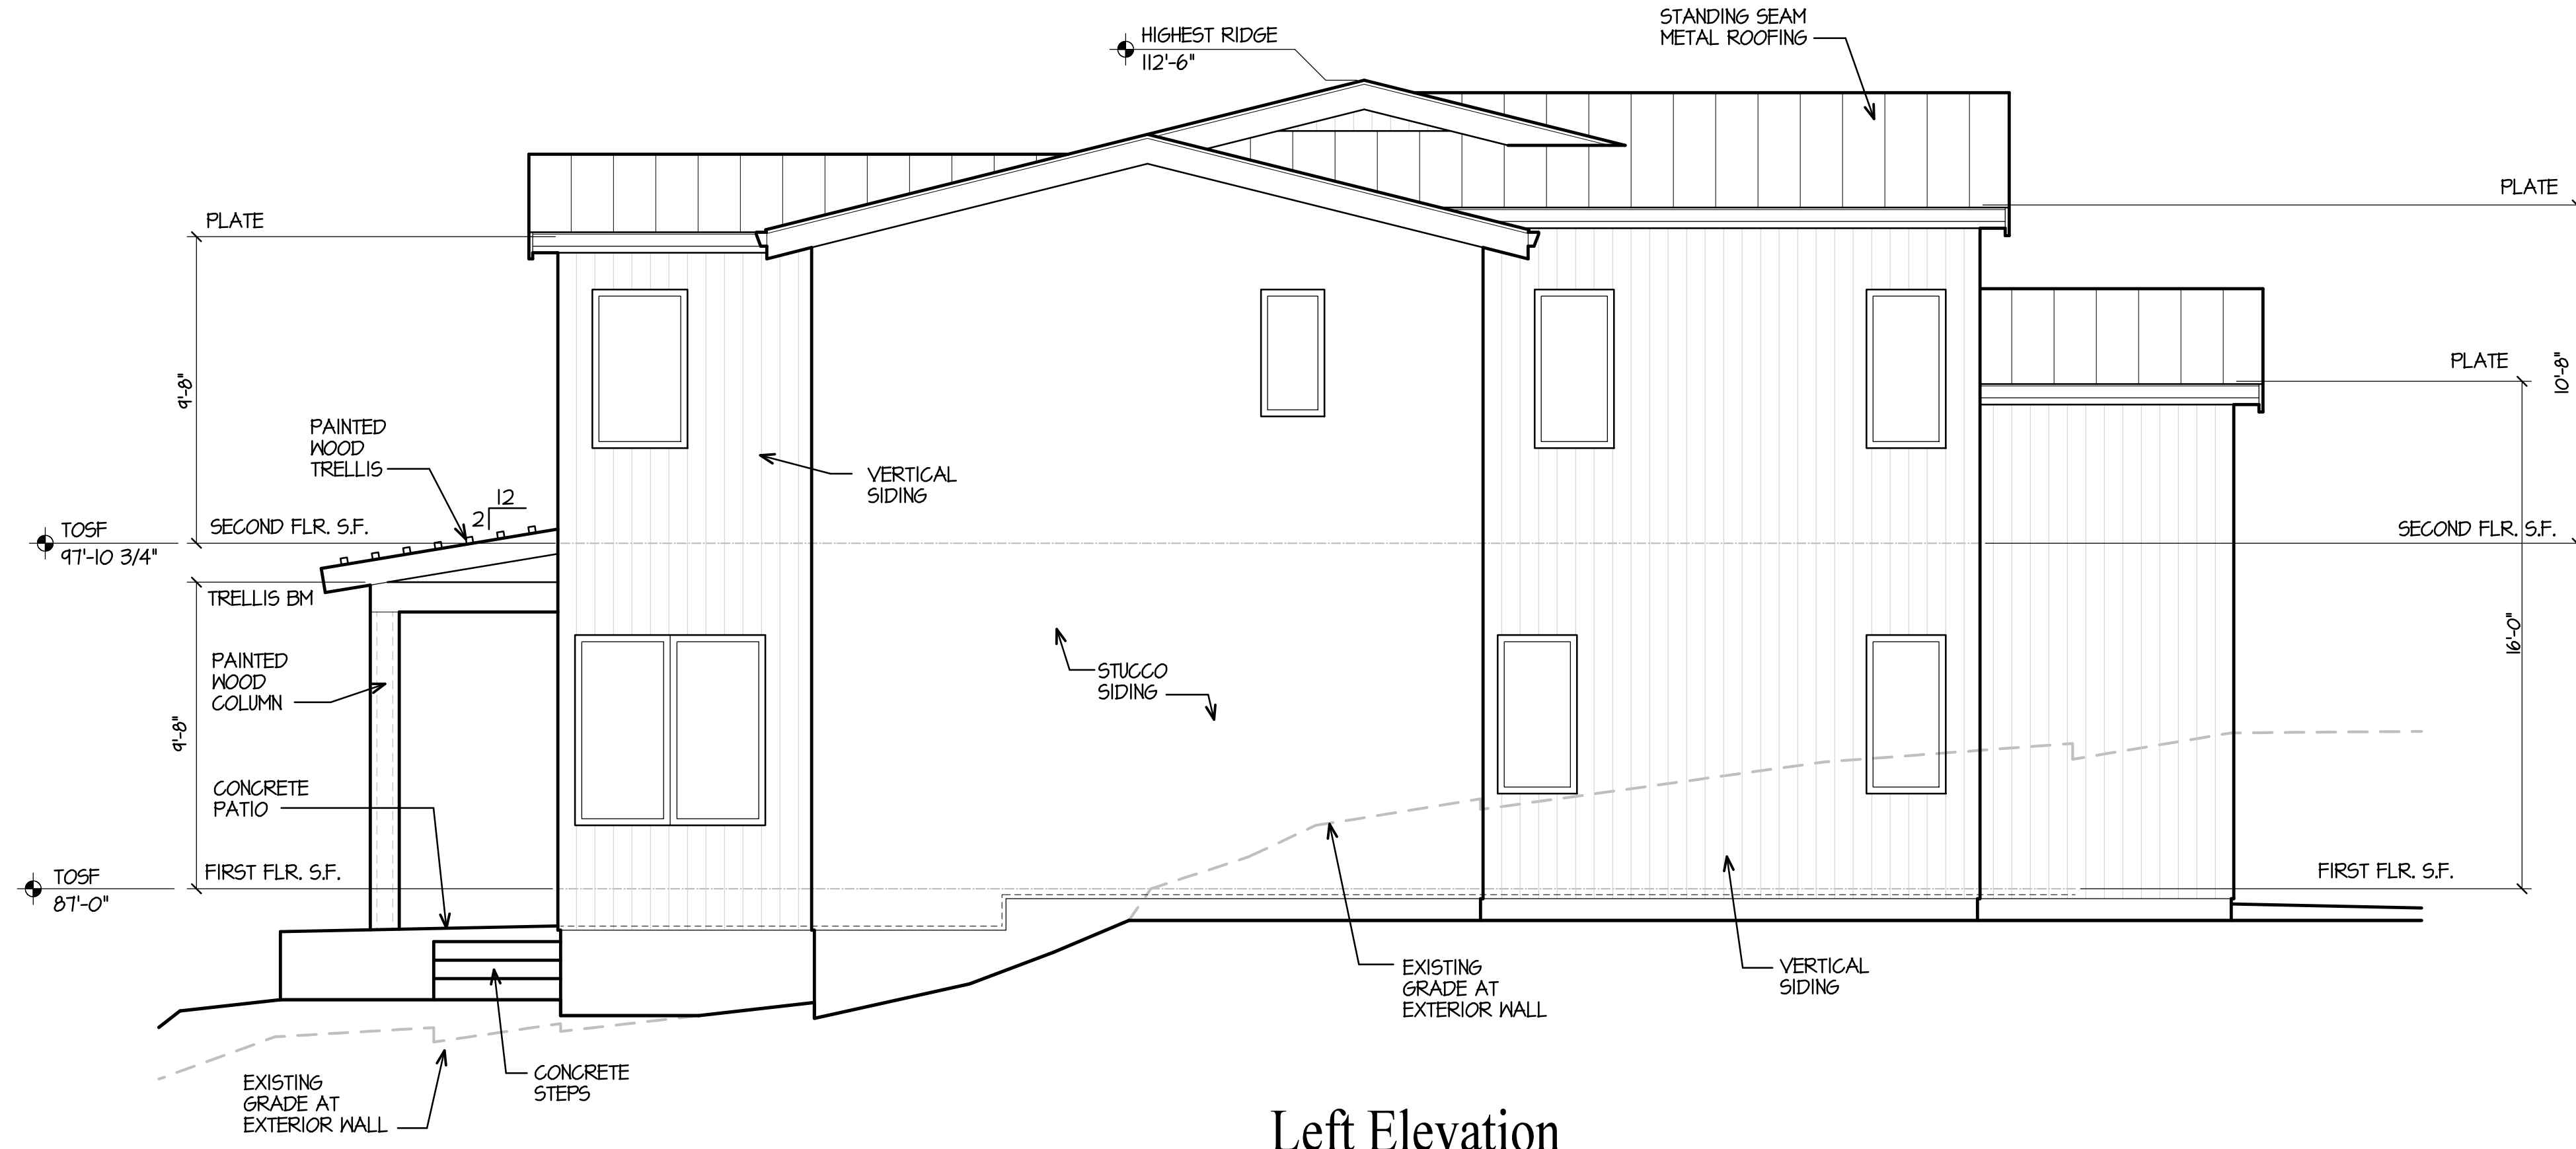 STANDING SEAM
METAL ROOFING
HIGHEST RIDGE
112'-6"
PLATE
PLATE
PLATE
9'-8"
10'-8"
PAINTED
WOOD
TRELLIS
VERTICAL
SIDING
12
2
TOSF
97'-10 3/4"
SECOND FLR. S.F.
SECOND FLR. S.F.
TRELLIS BM
16'-0"
PAINTED
WOOD
COLUMN
STUCCO
SIDING
9'-8"
CONCRETE
PATIO
TOSF
87'-0"
FIRST FLR. S.F.
FIRST FLR. S.F.
EXISTING
GRADE AT
EXTERIOR WALL
VERTICAL
SIDING
CONCRETE
STEPS
EXISTING
GRADE AT
EXTERIOR WALL
Left Elevation